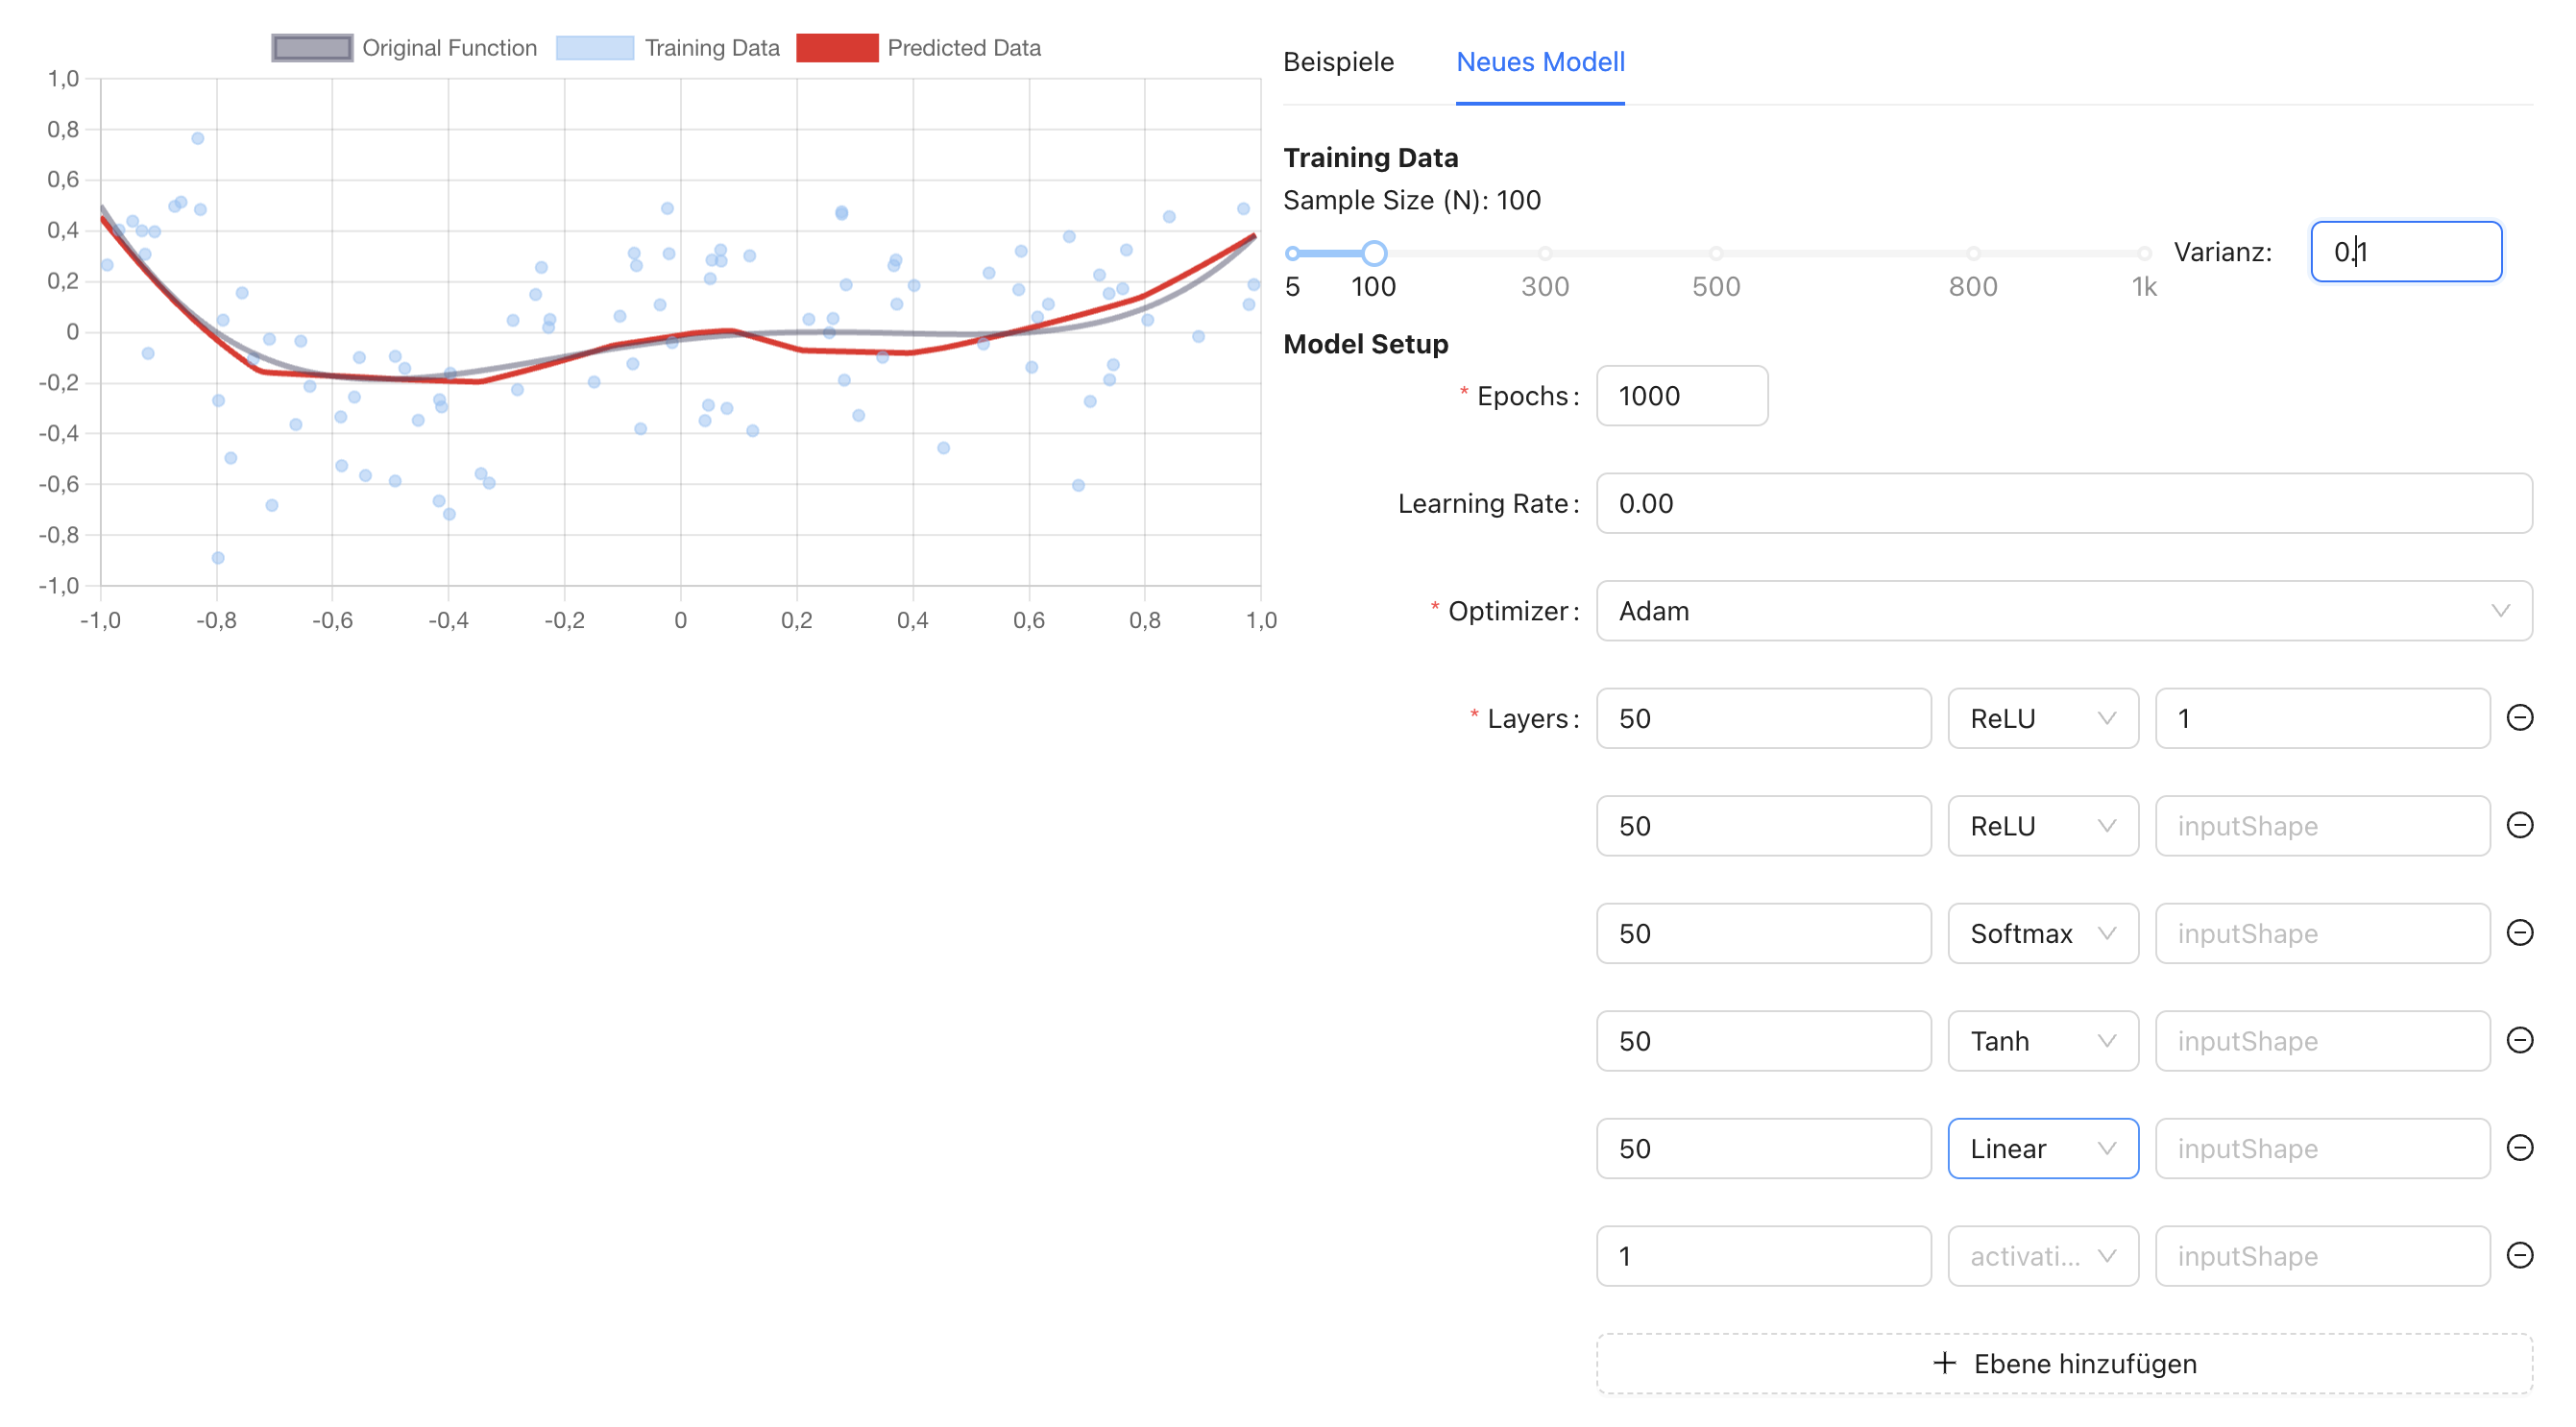 Original Function Training Data Predicted Data
1,0
0,8
0,6
0,4
0,2
0
-0,2
-0,4
-0,6
-0,8
-1,0
-1,0 -0,8 -0,6 -0,4 -0,2 0 0,2 0,4 0,6 0,8 1,0
Beispiele Neues Modell
Training Data
Sample Size (N): 100
5 100 300 500 800 1k
Varianz: 0.1
Model Setup
* Epochs: 1000
Learning Rate: 0.00
* Optimizer: Adam
* Layers: 50 ReLU 1
50 ReLU inputShape
50 Softmax inputShape
50 Tanh inputShape
50 Linear inputShape
1 activati... inputShape
+ Ebene hinzufügen